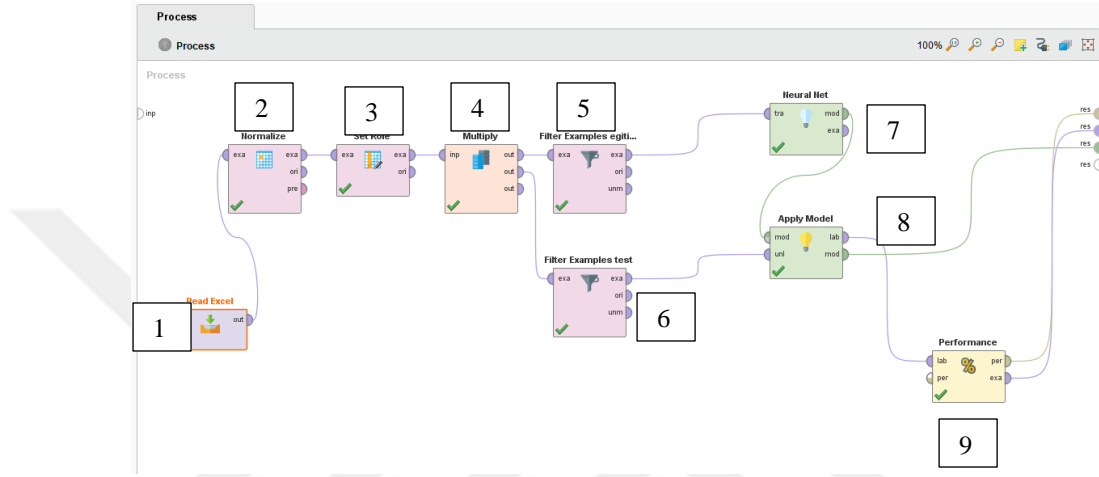 Process
Process
100%
Process
inp
2
3
4
5
7
8
6
1
9
Normalize
exa
exa
ori
pre
Set Role
exa
exa
ori
Multiply
inp
out
out
out
Filter Examples egiti...
exa
exa
ori
unm
Neural Net
tra
mod
exa
Apply Model
mod
lab
unl
mod
Filter Examples test
exa
exa
ori
unm
Read Excel
out
Performance
lab
per
per
exa
res
res
res
res